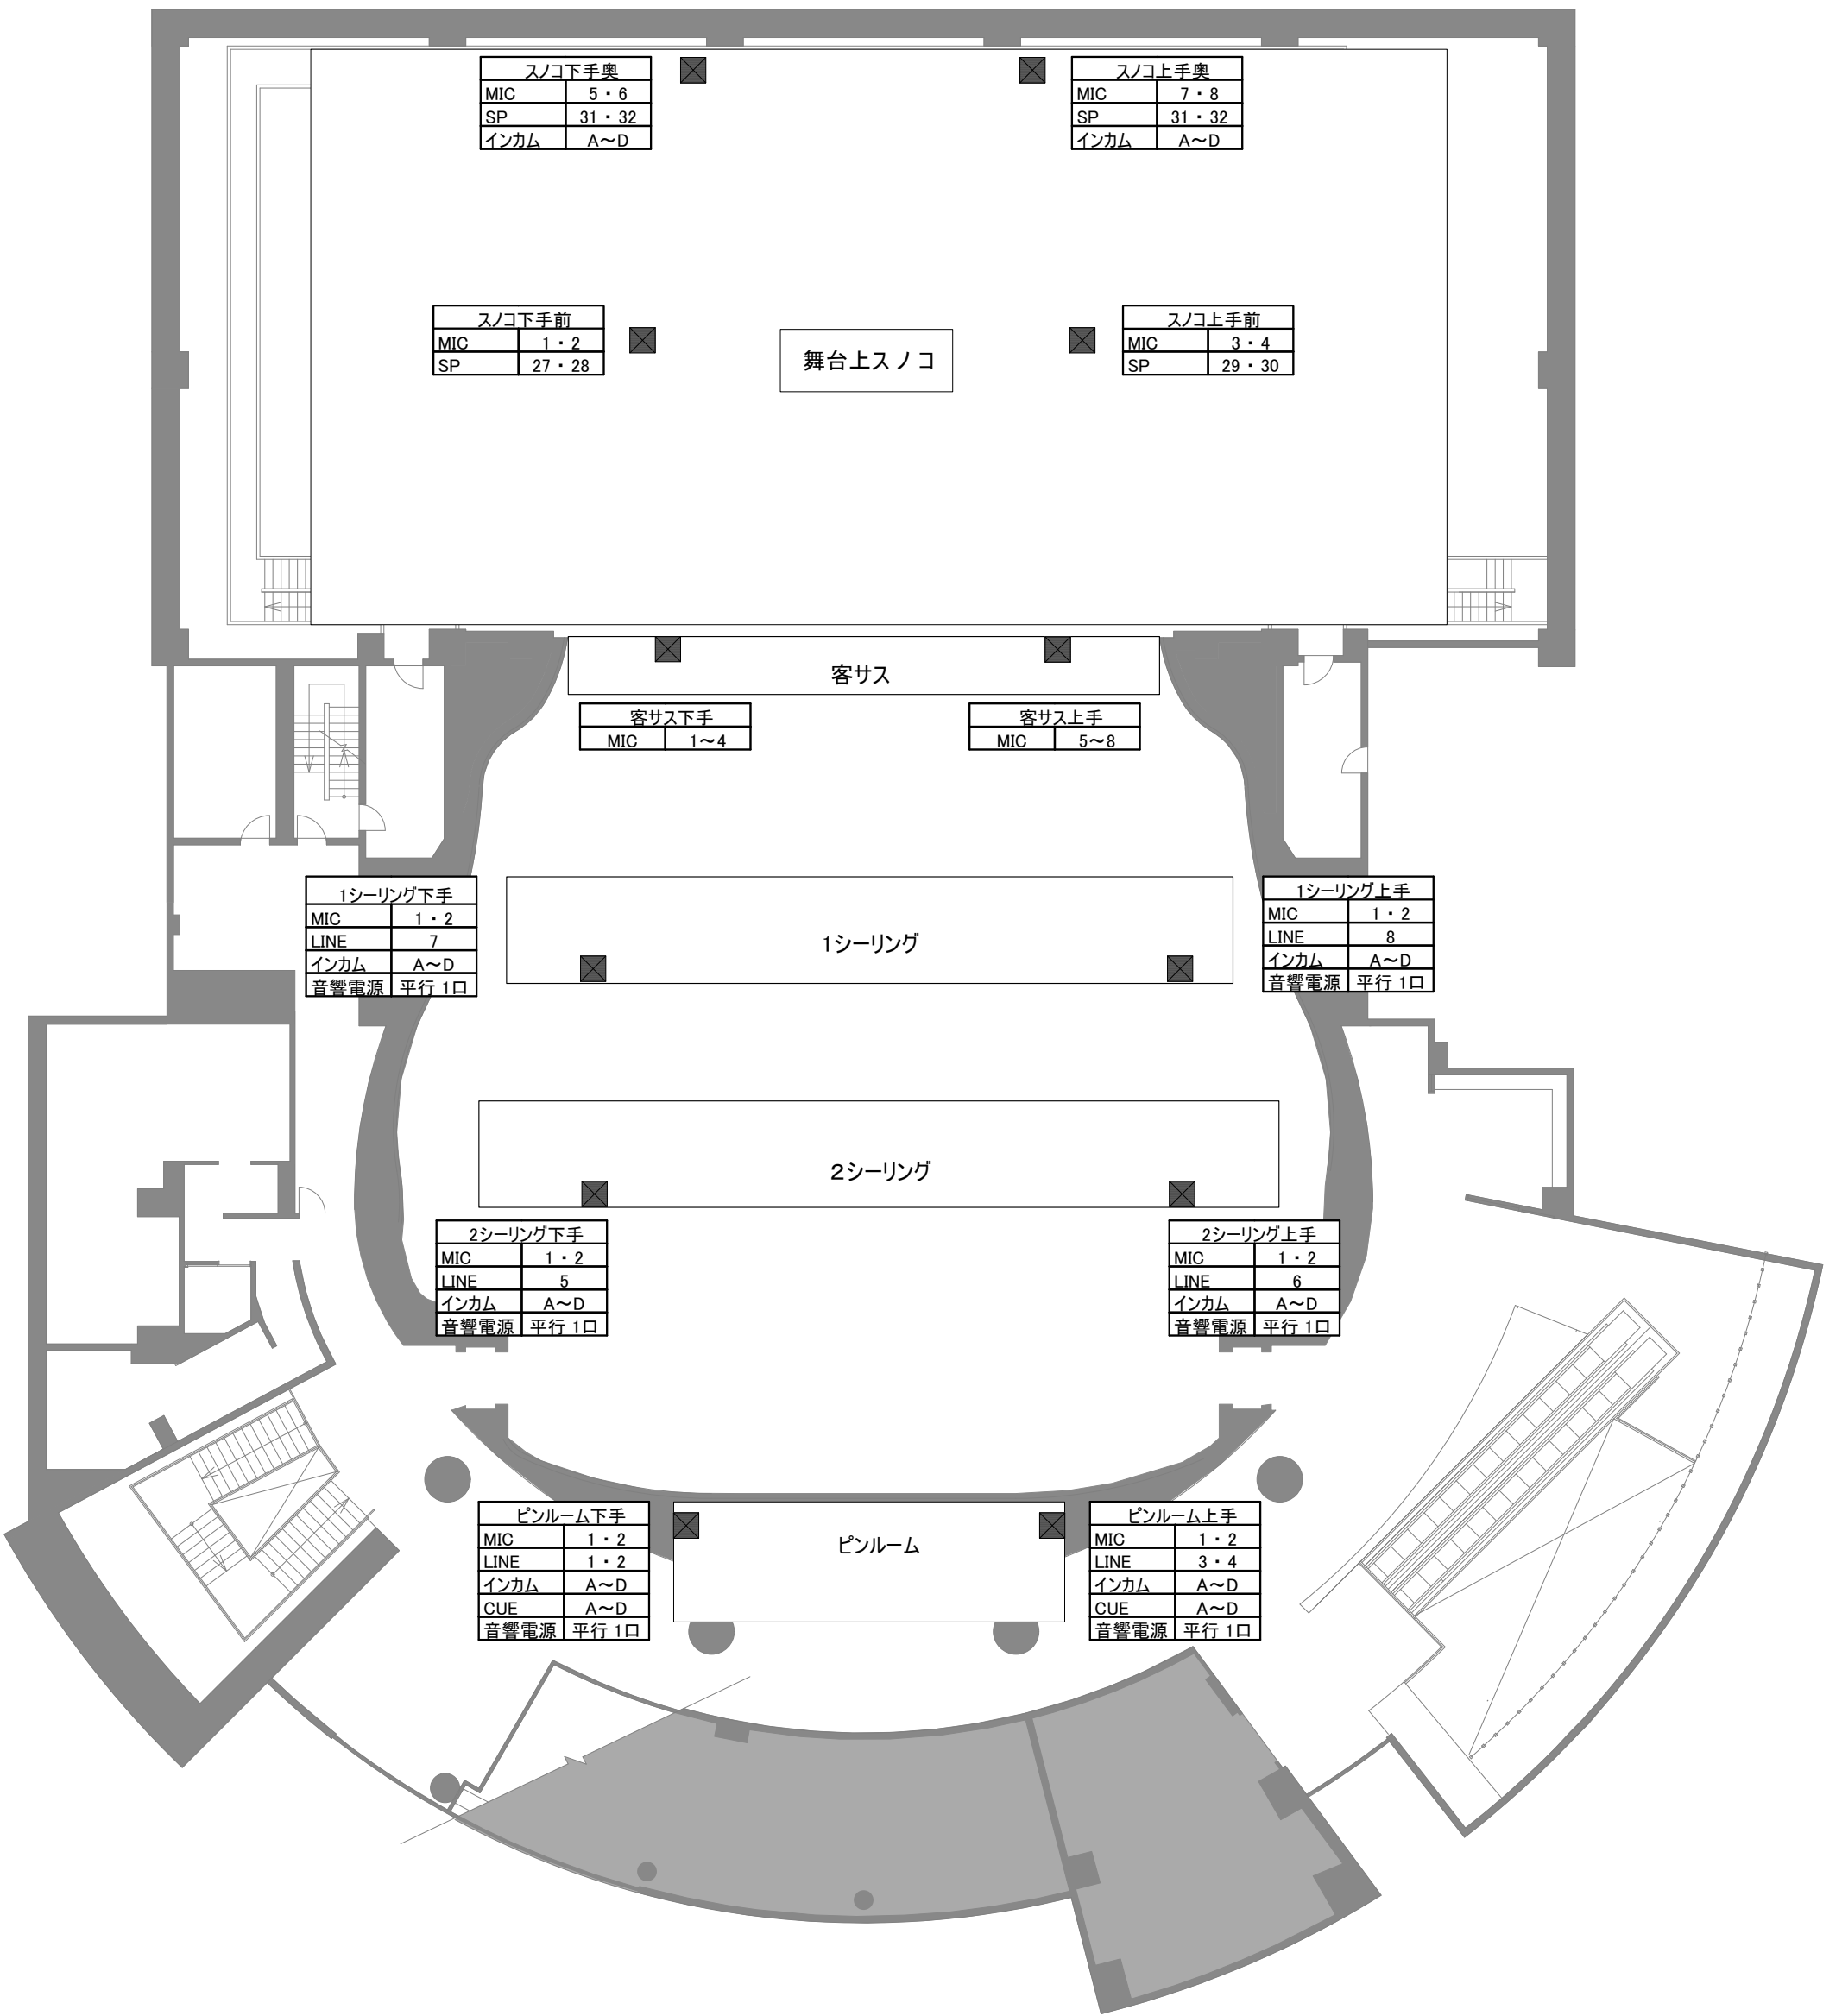 スノコ下手奥
MIC 5・6
SP 31・32
インカム A～D
スノコ上手奥
MIC 7・8
SP 31・32
インカム A～D
スノコ下手前
MIC 1・2
SP 27・28
舞台上スノコ
スノコ上手前
MIC 3・4
SP 29・30
客サス
客サス下手
MIC 1～4
客サス上手
MIC 5～8
1シーリング下手
MIC 1・2
LINE 7
インカム A～D
音響電源 平行 1口
1シーリング
1シーリング上手
MIC 1・2
LINE 8
インカム A～D
音響電源 平行 1口
2シーリング
2シーリング下手
MIC 1・2
LINE 5
インカム A～D
音響電源 平行 1口
2シーリング上手
MIC 1・2
LINE 6
インカム A～D
音響電源 平行 1口
ピンルーム下手
MIC 1・2
LINE 1・2
インカム A～D
CUE A～D
音響電源 平行 1口
ピンルーム
ピンルーム上手
MIC 1・2
LINE 3・4
インカム A～D
CUE A～D
音響電源 平行 1口